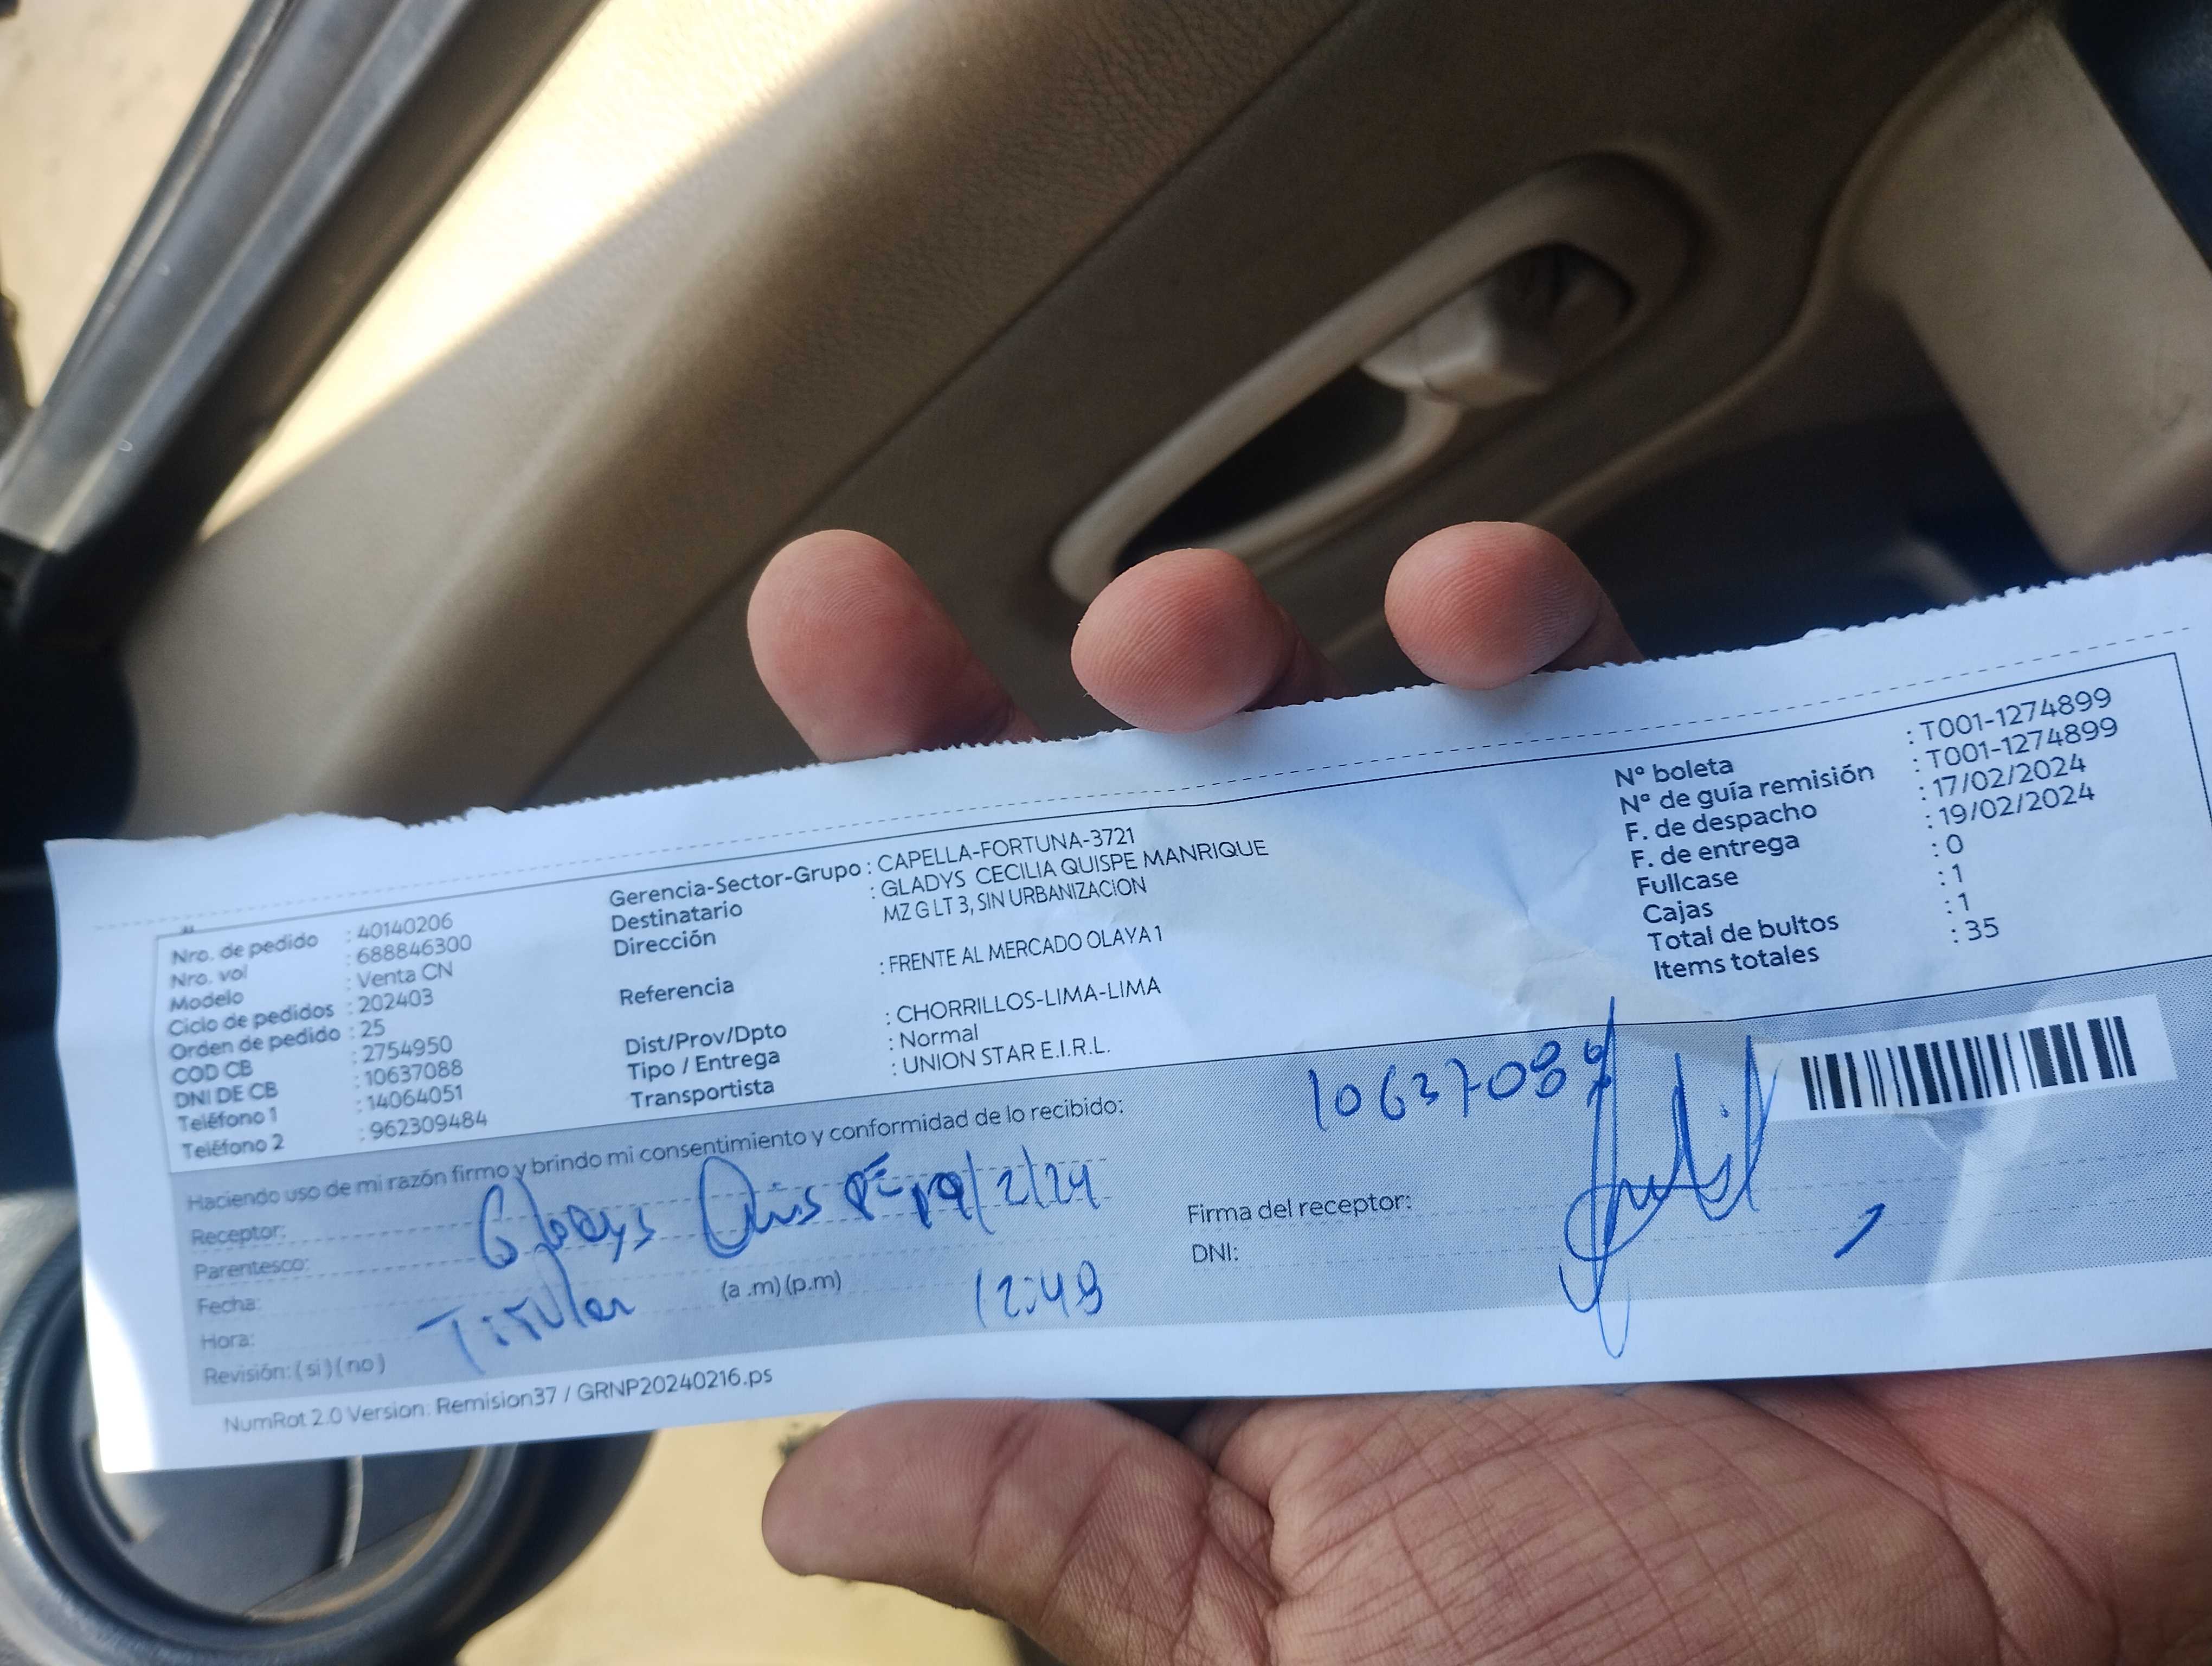 Nro. de pedido : 40140206
Nro. vol : 688846300
Modelo : Venta CN
Ciclo de pedidos : 202403
Orden de pedido : 25
COD CB : 2754950
DNI DE CB : 10637088
Teléfono 1 : 14064051
Teléfono 2 : 962309484
Gerencia-Sector-Grupo : CAPELLA-FORTUNA-3721
Destinatario : GLADYS CECILIA QUISPE MANRIQUE
Dirección MZ G LT 3, SIN URBANIZACION
Referencia : FRENTE AL MERCADO OLAYA 1
Dist/Prov/Dpto : CHORRILLOS-LIMA-LIMA
Tipo / Entrega : Normal
Transportista : UNION STAR E.I.R.L.
Nº boleta : T001-1274899
Nº de guía remisión : T001-1274899
F. de despacho : 17/02/2024
F. de entrega : 19/02/2024
Fullcase : 0
Cajas : 1
Total de bultos : 1
Items totales : 35
Haciendo uso de mi razón firmo y brindo mi consentimiento y conformidad de lo recibido:
Receptor: Gladys 19/2/24
Parentesco:
Fecha: Titular
Hora: (a .m) (p.m) 12:49
Revisión: ( si ) ( no )
1063708
Firma del receptor:
DNI:
NumRot 2.0 Version: Remision37 / GRNP20240216.ps